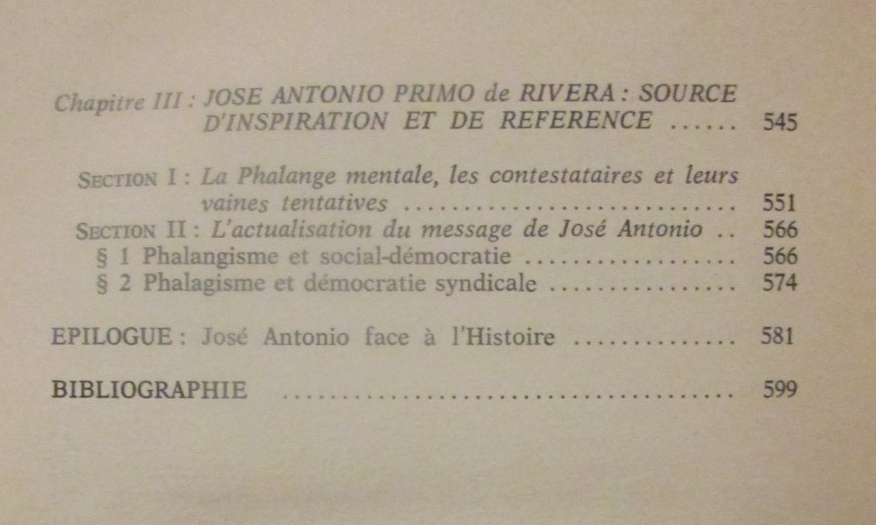 Chapitre III : JOSE ANTONIO PRIMO de RIVERA : SOURCE
D'INSPIRATION ET DE REFERENCE ...... 545
SECTION I : La Phalange mentale, les contestataires et leurs
vaines tentatives .............................. 551
SECTION II : L'actualisation du message de José Antonio .. 566
§ 1 Phalangisme et social-démocratie ................... 566
§ 2 Phalagisme et démocratie syndicale ................. 574
EPILOGUE : José Antonio face à l'Histoire ............... 581
BIBLIOGRAPHIE ........................................ 599